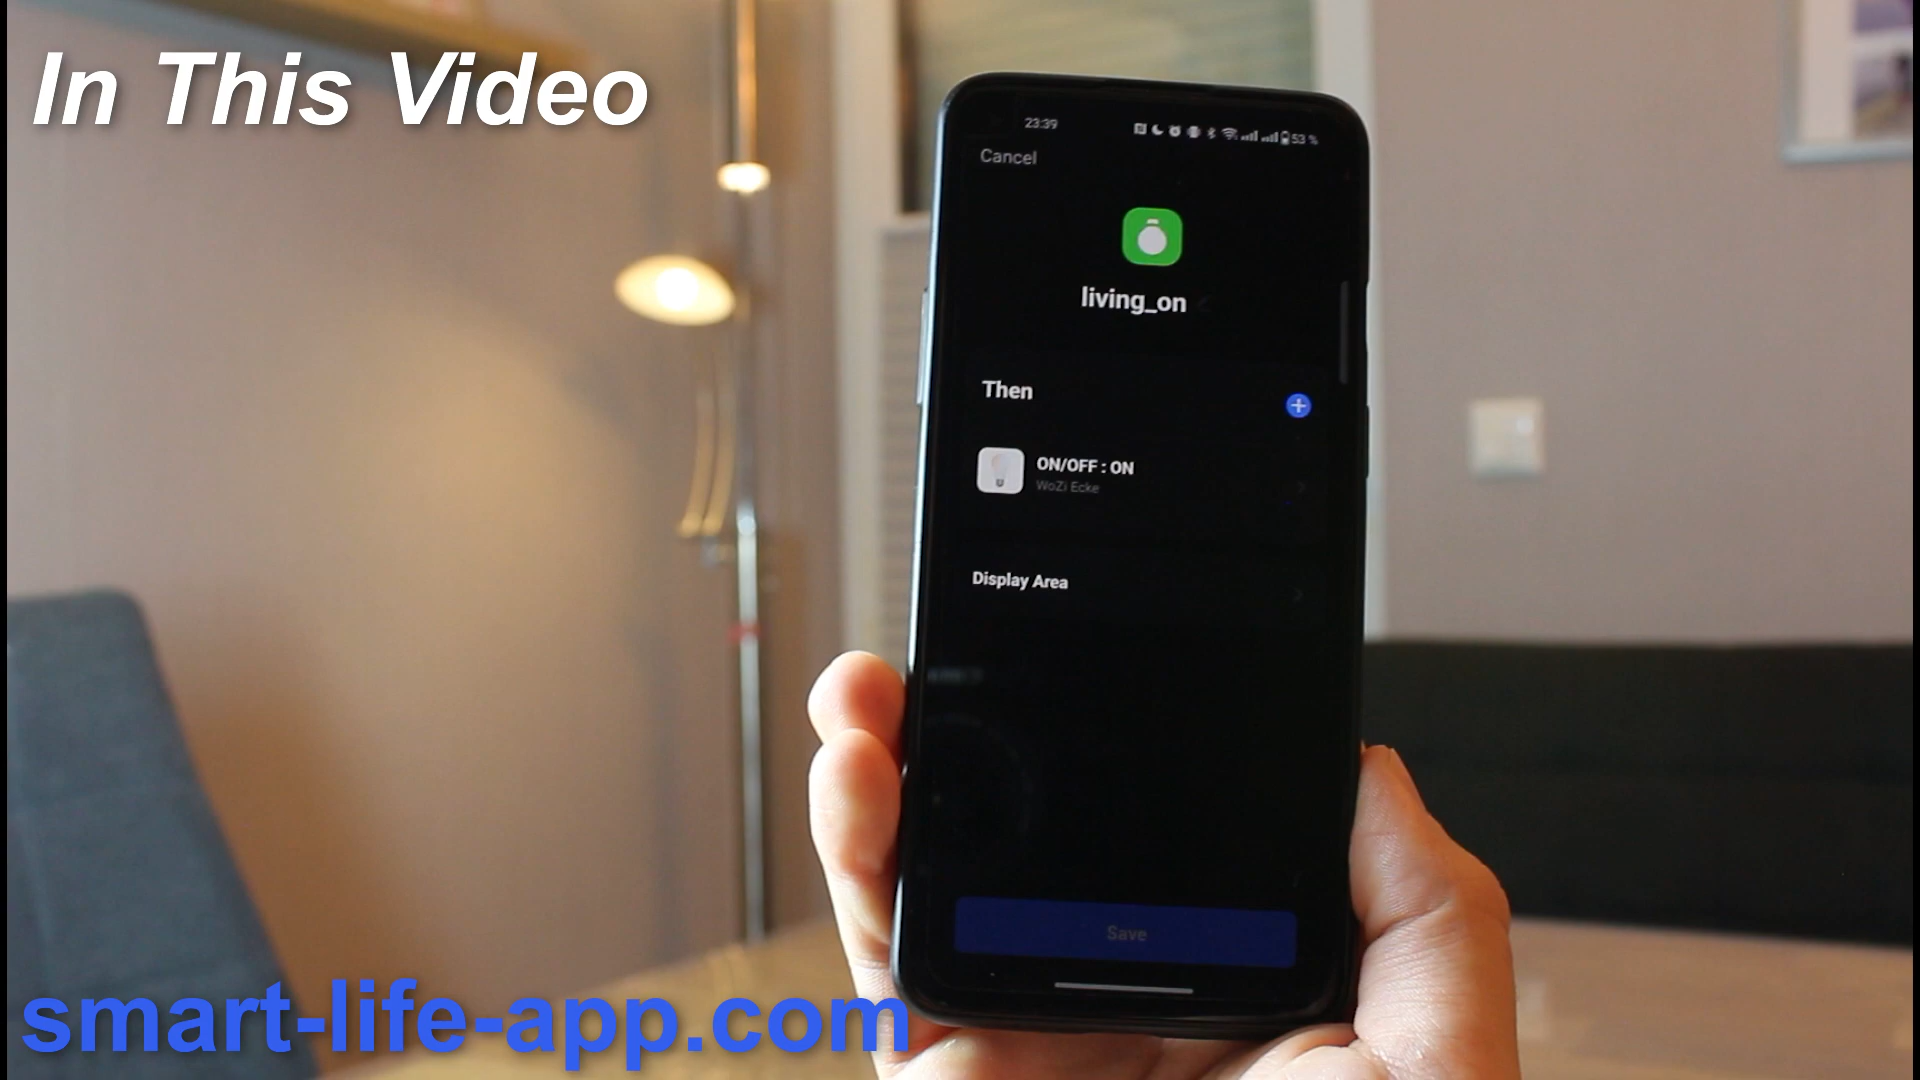 In This Video
23:39
53 %
Cancel
living_on
Then
ON/OFF : ON
WoZi Ecke
Display Area
Save
smart-life-app.com